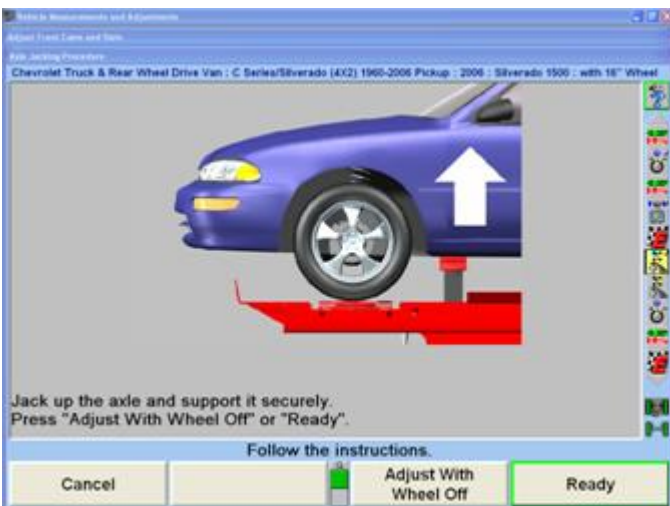 Vehicle Measurements and Adjustments
Adjust Front Camber and Caster
Axle Jacking Procedure
Chevrolet Truck & Rear Wheel Drive Van : C Series/Silverado (4X2) 1960-2006 Pickup : 2006 : Silverado 1500 : with 16" Wheel
Jack up the axle and support it securely.
Press "Adjust With Wheel Off" or "Ready".
Follow the instructions.
Cancel
Adjust With
Wheel Off
Ready